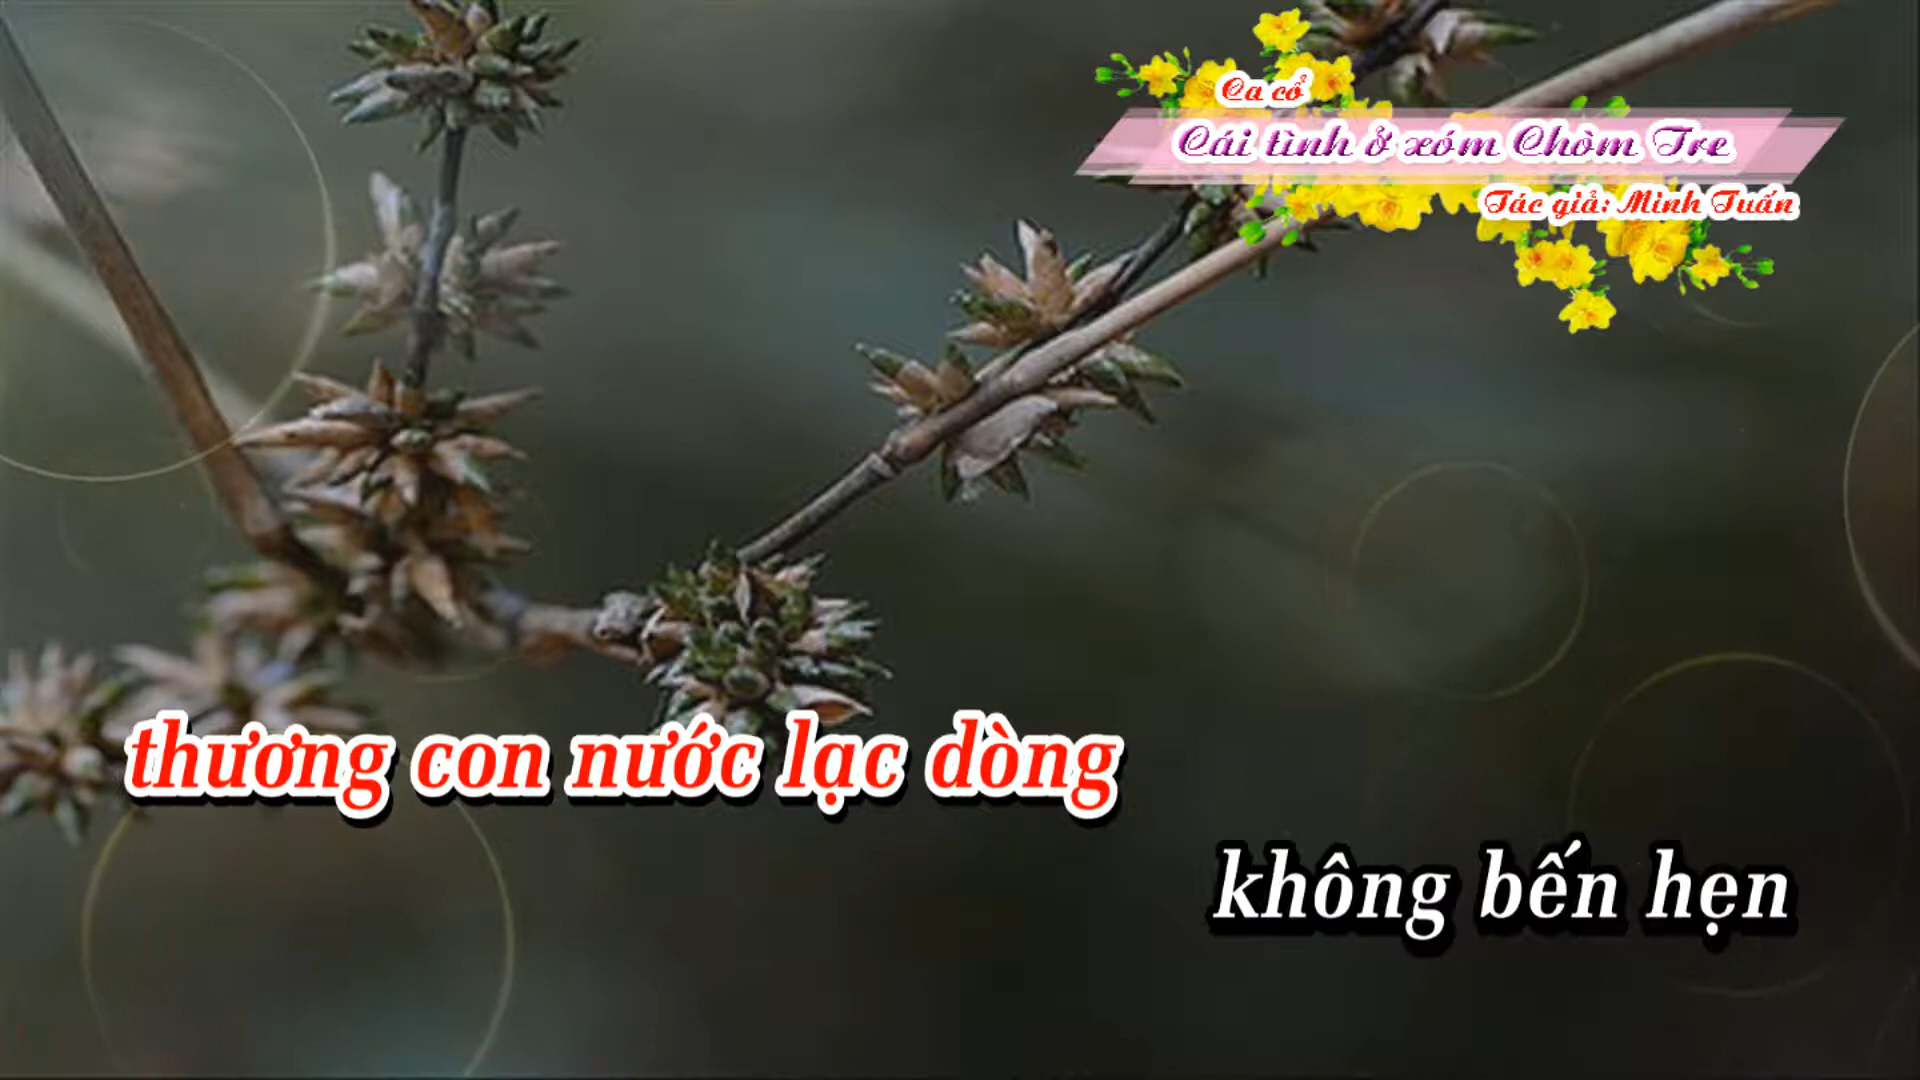 Ca cổ
Cái tình ở xóm Chòm Tre
Tác giả: Minh Tuấn
thương con nước lạc dòng
không bến hẹn